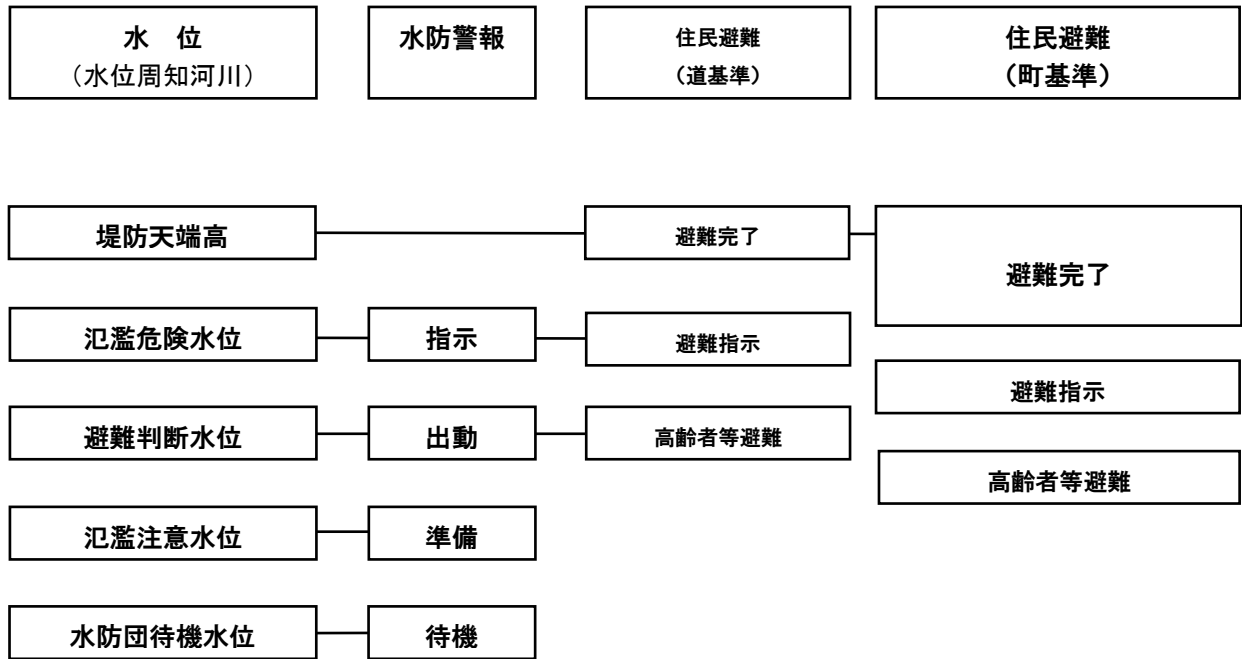 水　位
（水位周知河川）
水防警報
住民避難
（道基準）
住民避難
（町基準）
堤防天端高
避難完了
避難完了
氾濫危険水位
指示
避難指示
避難指示
避難判断水位
出動
高齢者等避難
高齢者等避難
氾濫注意水位
準備
水防団待機水位
待機